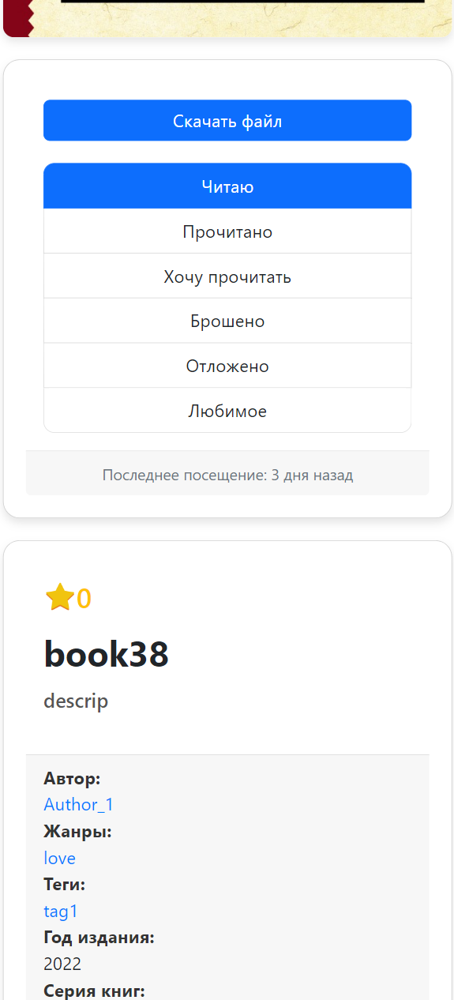 Скачать файл
Читаю
Прочитано
Хочу прочитать
Брошено
Отложено
Любимое
Последнее посещение: 3 дня назад
⭐0
book38
descrip
Автор:
Author_1
Жанры:
love
Теги:
tag1
Год издания:
2022
Серия книг: